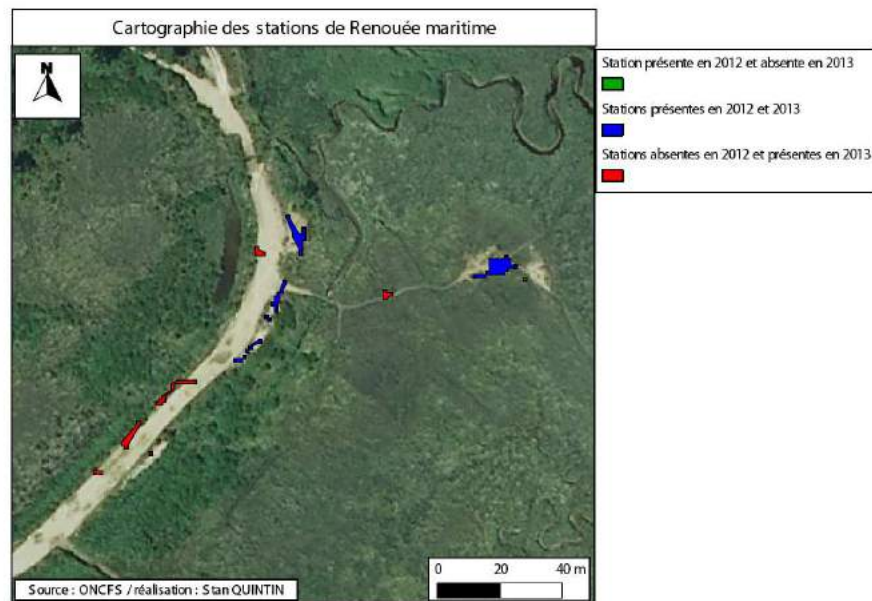 Cartographie des stations de Renouée maritime
N
Station présente en 2012 et absente en 2013
Stations présentes en 2012 et 2013
Stations absentes en 2012 et présentes en 2013
0 20 40 m
Source : ONCFS / réalisation : Stan QUINTIN